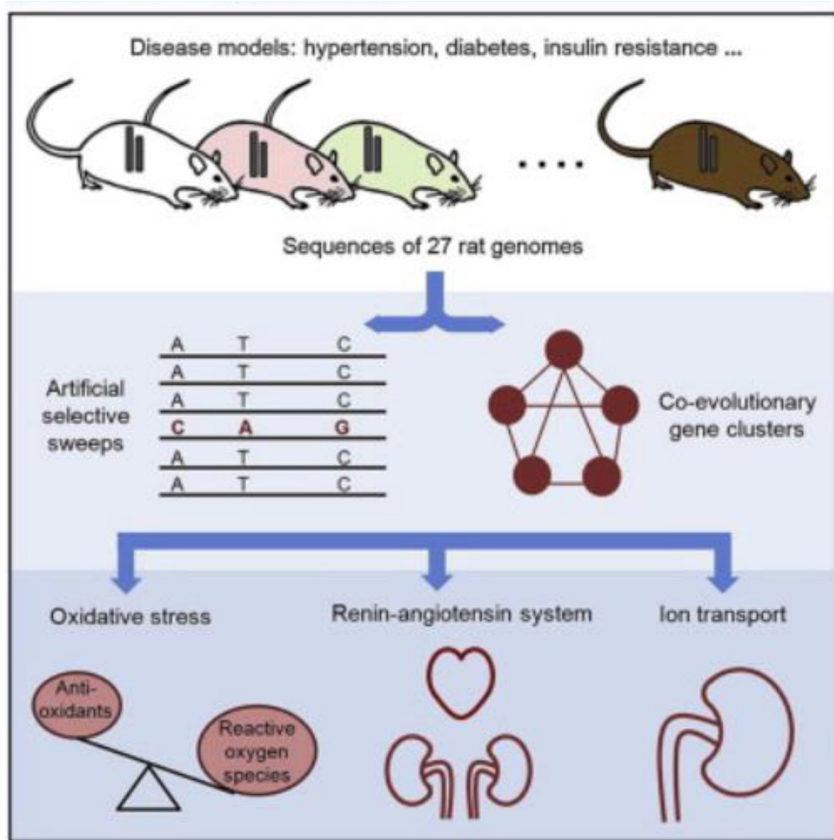 Disease models: hypertension, diabetes, insulin resistance ...
Sequences of 27 rat genomes
Artificial
selective
sweeps
A T C
A T C
A T C
C A G
A T C
A T C
Co-evolutionary
gene clusters
Oxidative stress
Renin-angiotensin system
Ion transport
Anti-
oxidants
Reactive
oxygen
species